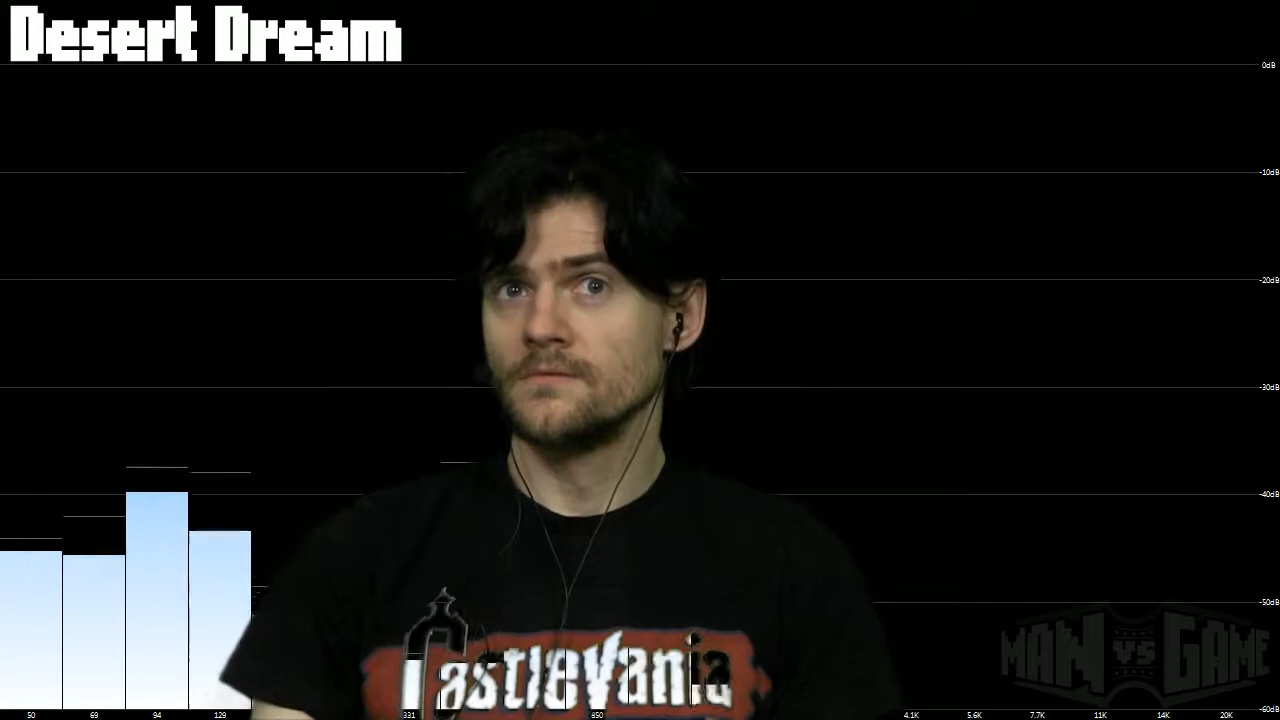 Desert Dream
0dB
-10dB
-20dB
-30dB
-40dB
-50dB
Castlevania
MAN VS GAME
-60dB
50 69 94 129 331 850 4.1K 5.6K 7.7K 11K 14K 20K